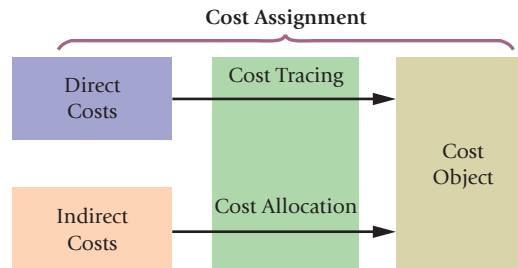 Cost Assignment
Direct
Costs
Cost Tracing
Cost
Object
Indirect
Costs
Cost Allocation